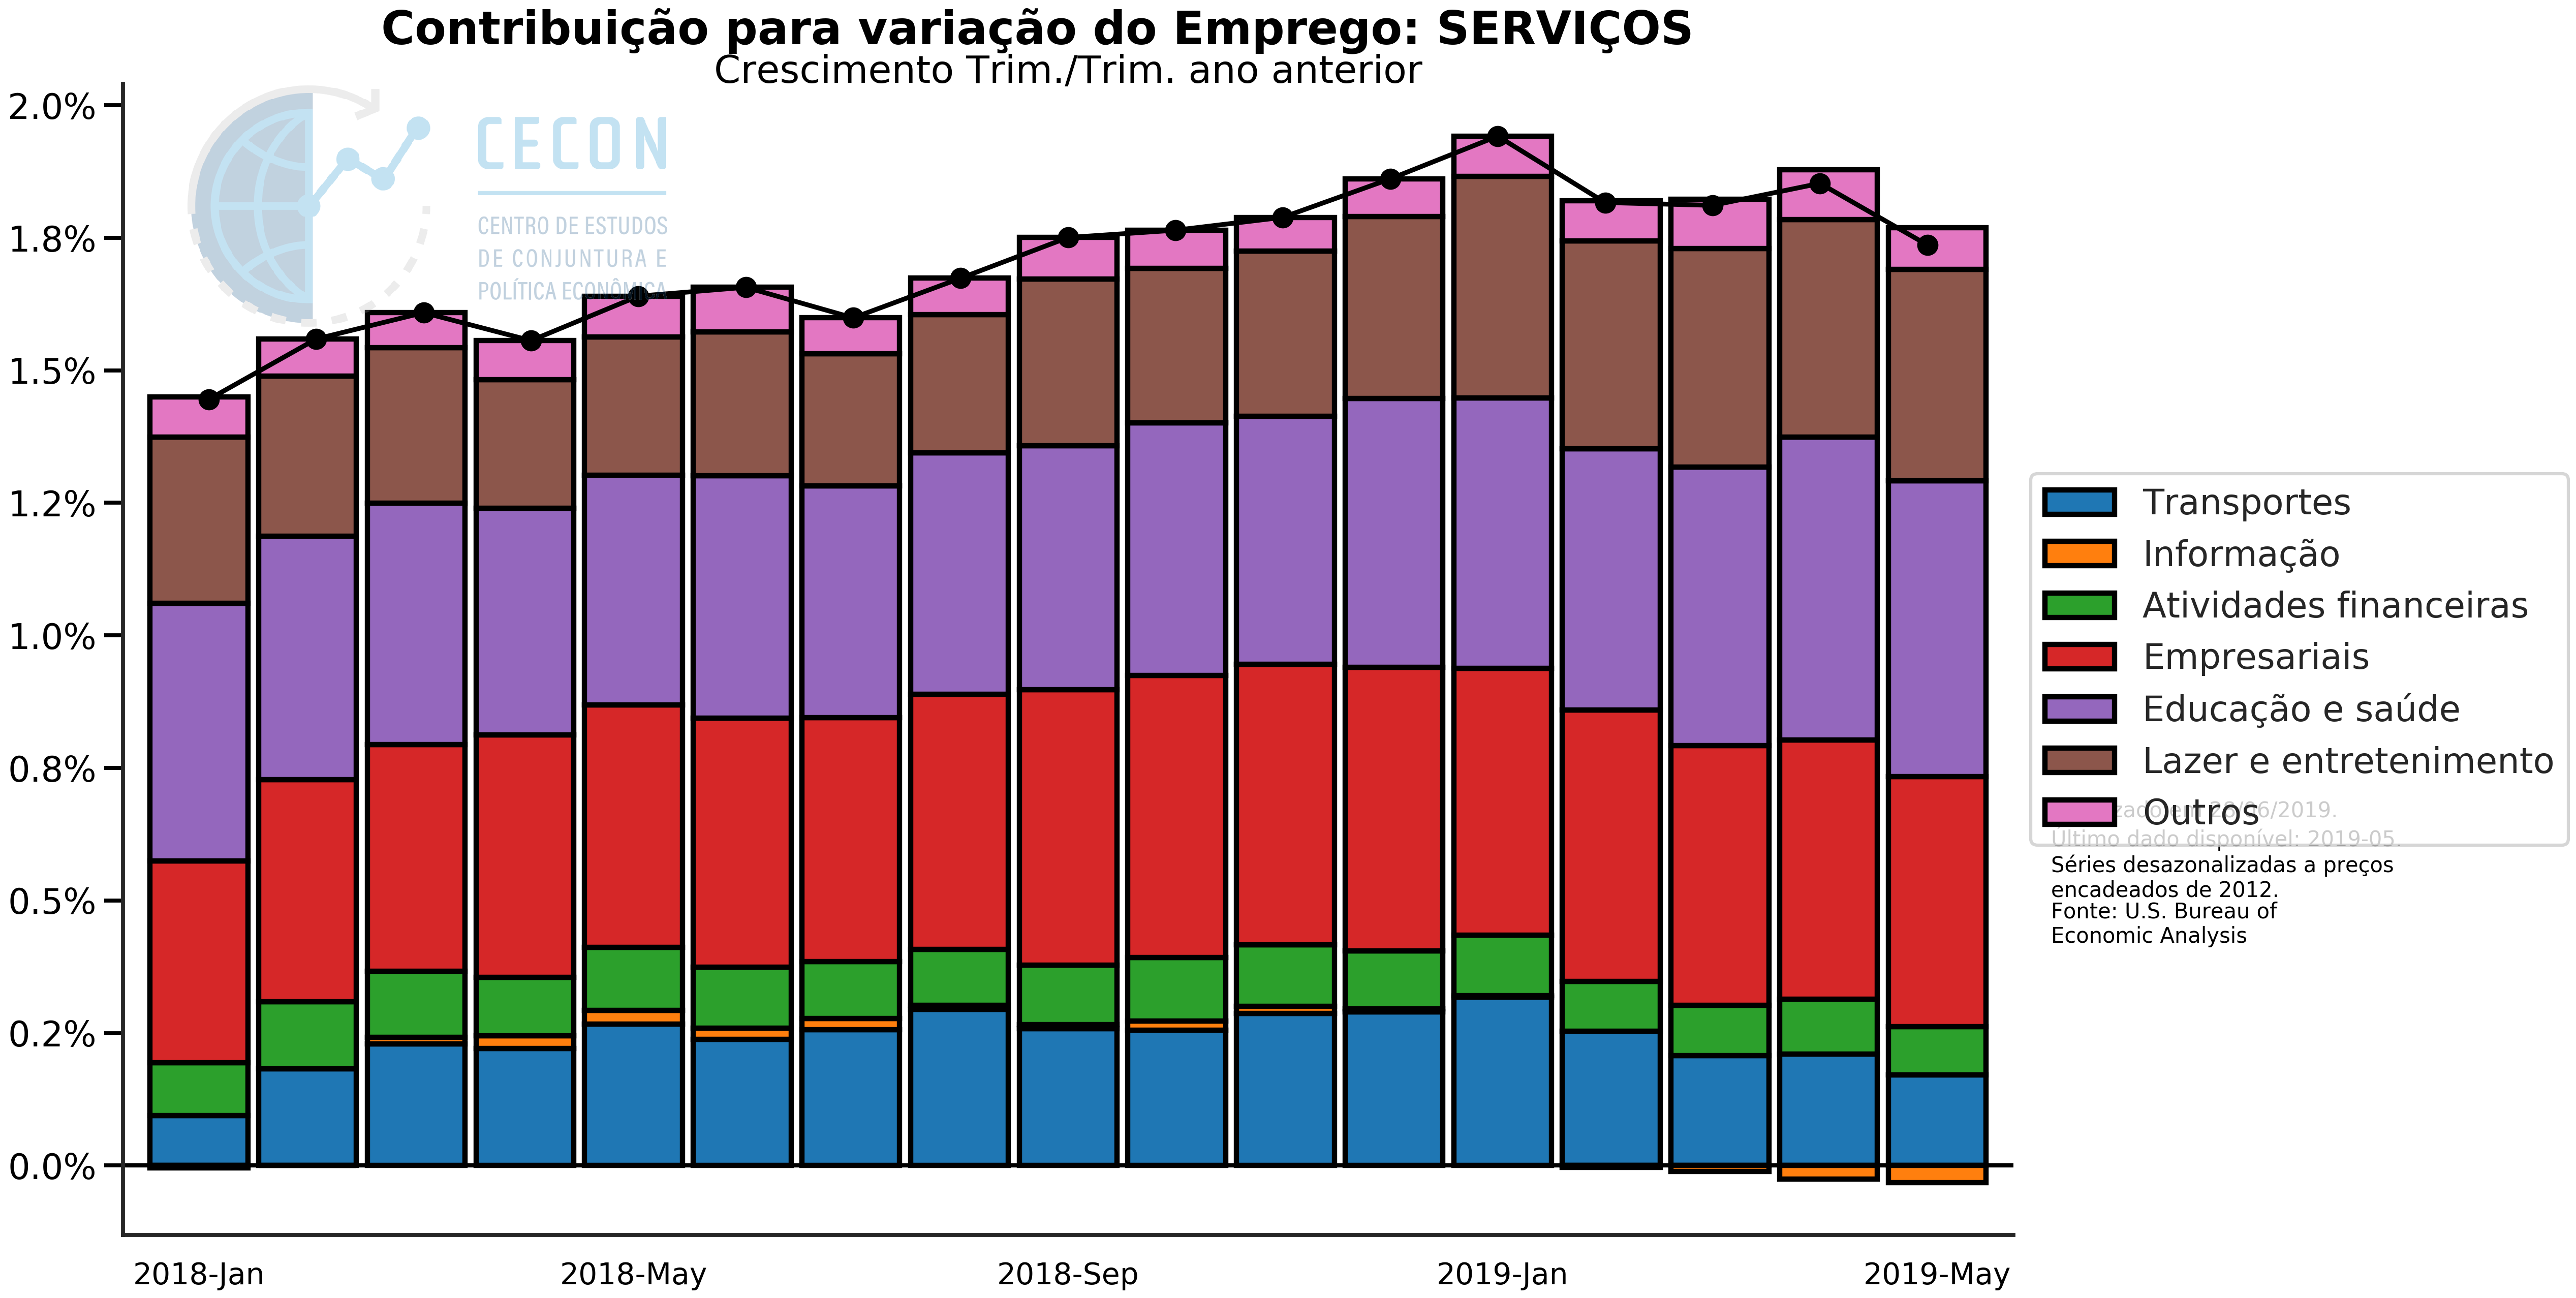 Contribuição para variação do Emprego: SERVIÇOS
Crescimento Trim./Trim. ano anterior
CECON
CENTRO DE ESTUDOS
DE CONJUNTURA E
POLÍTICA ECONÔMICA
2.0%
1.8%
1.5%
1.2%
1.0%
0.8%
0.5%
0.2%
0.0%
2018-Jan
2018-May
2018-Sep
2019-Jan
2019-May
Transportes
Informação
Atividades financeiras
Empresariais
Educação e saúde
Lazer e entretenimento
Outros
em /06/2019.
Último dado disponível: 2019-05.
Séries desazonalizadas a preços
encadeados de 2012.
Fonte: U.S. Bureau of
Economic Analysis